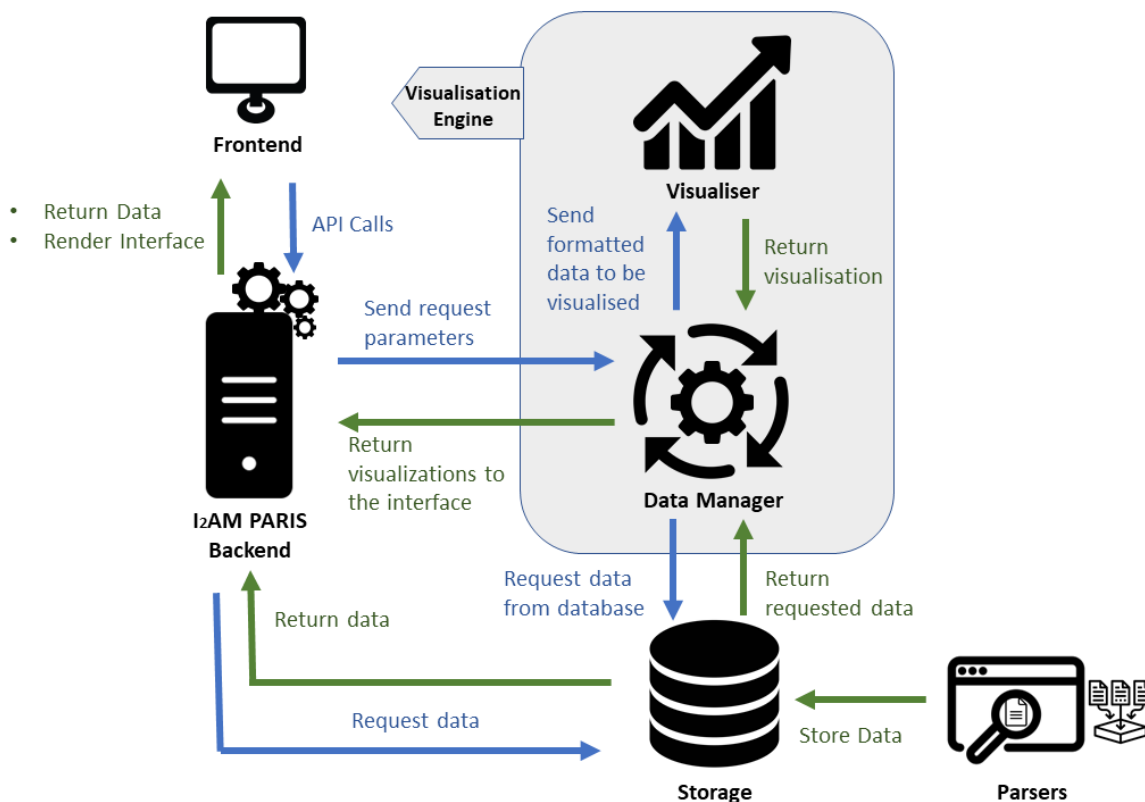 Visualisation
Engine
Frontend
Visualiser
• Return Data
• Render Interface
API Calls
Send
formatted
data to be
visualised
Return
visualisation
Send request
parameters
Return
visualizations to
the interface
Data Manager
I₂AM PARIS
Backend
Request data
from database
Return
requested data
Return data
Request data
Store Data
Storage
Parsers